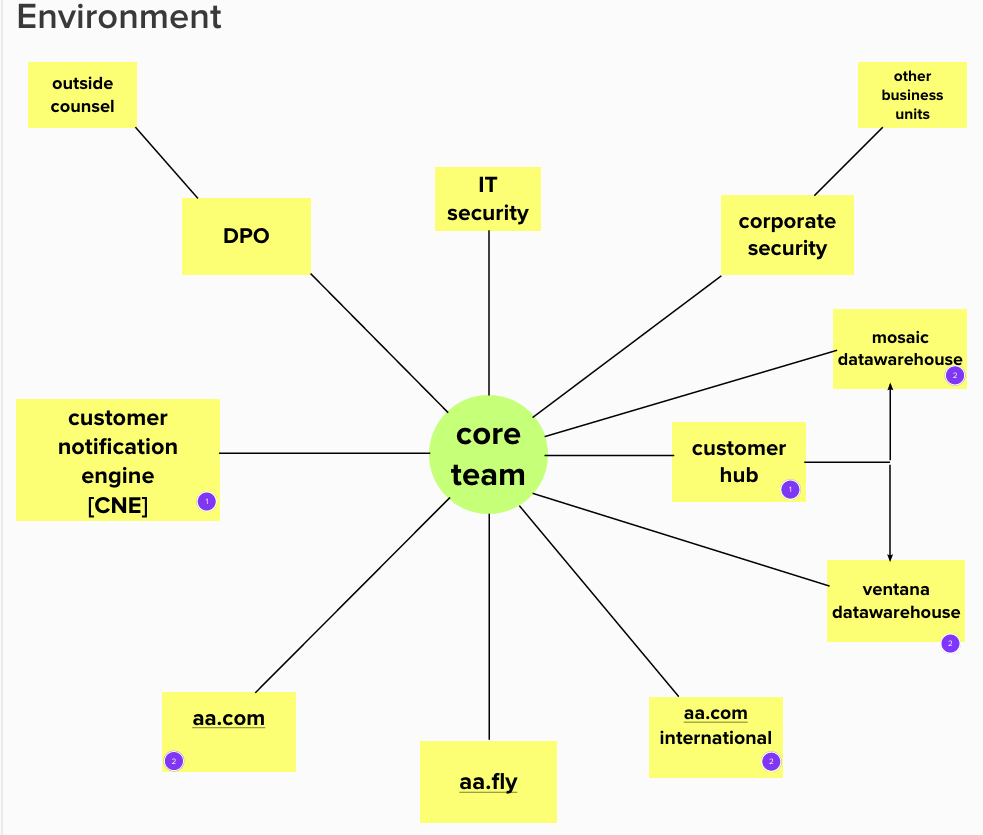 Environment
outside
counsel
other
business
units
IT
security
DPO
corporate
security
mosaic
datawarehouse
2
core
team
customer
notification
engine
[CNE]
1
customer
hub
1
ventana
datawarehouse
2
aa.com
2
aa.fly
aa.com
international
2